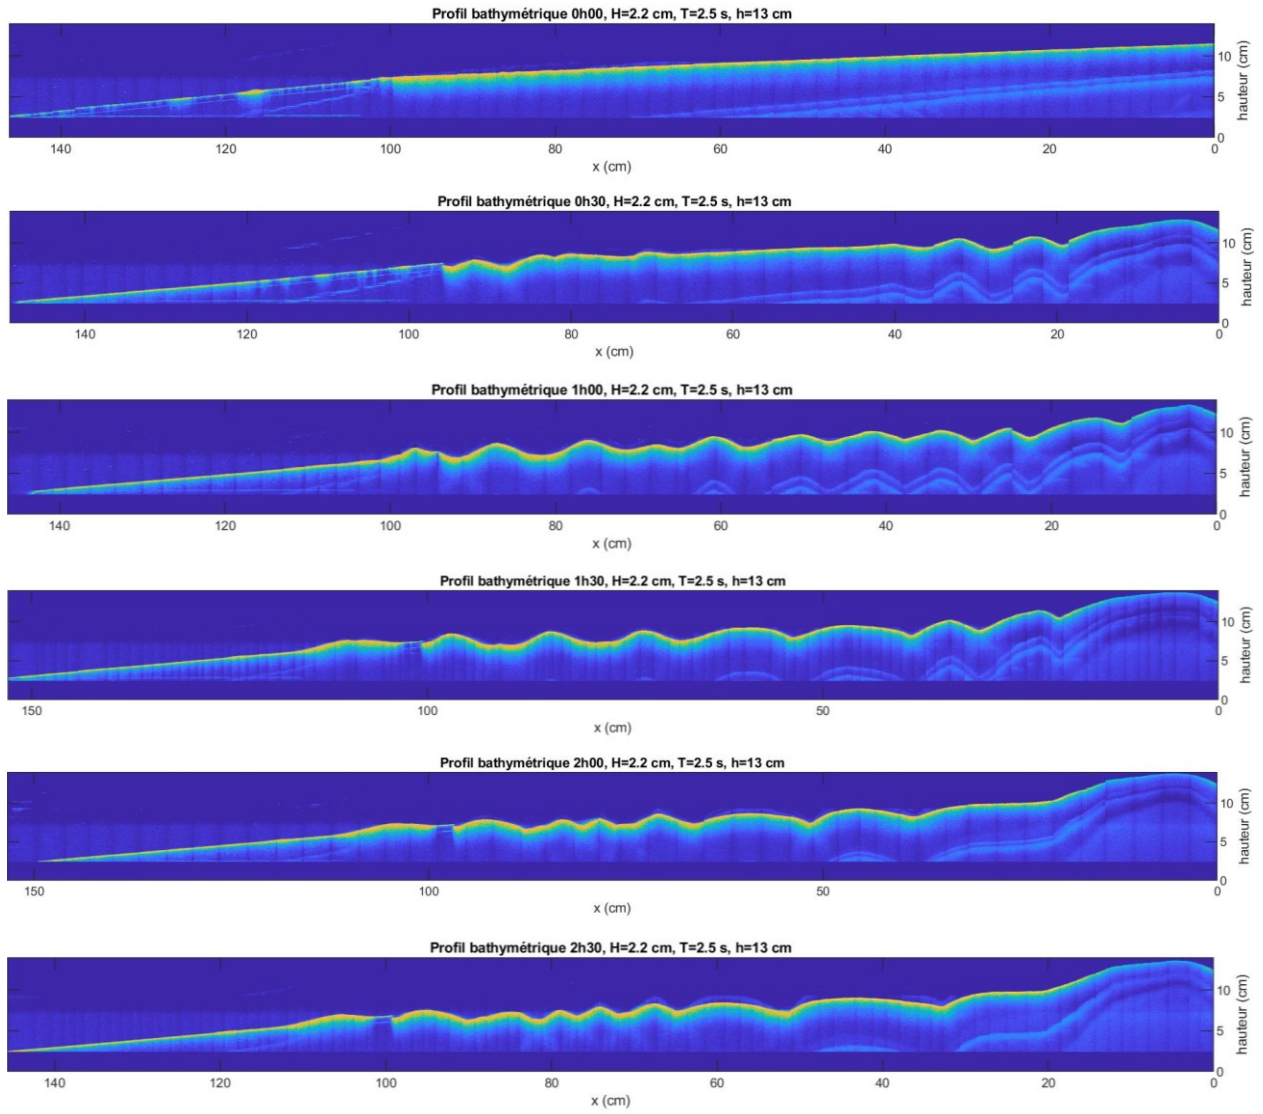 Profil bathymétrique 0h00, H=2.2 cm, T=2.5 s, h=13 cm
10
5
0
hauteur (cm)
140 120 100 80 60 40 20 0
x (cm)
Profil bathymétrique 0h30, H=2.2 cm, T=2.5 s, h=13 cm
10
5
0
hauteur (cm)
140 120 100 80 60 40 20 0
x (cm)
Profil bathymétrique 1h00, H=2.2 cm, T=2.5 s, h=13 cm
10
5
0
hauteur (cm)
140 120 100 80 60 40 20 0
x (cm)
Profil bathymétrique 1h30, H=2.2 cm, T=2.5 s, h=13 cm
10
5
0
hauteur (cm)
150 100 50 0
x (cm)
Profil bathymétrique 2h00, H=2.2 cm, T=2.5 s, h=13 cm
10
5
0
hauteur (cm)
150 100 50 0
x (cm)
Profil bathymétrique 2h30, H=2.2 cm, T=2.5 s, h=13 cm
10
5
0
hauteur (cm)
140 120 100 80 60 40 20 0
x (cm)